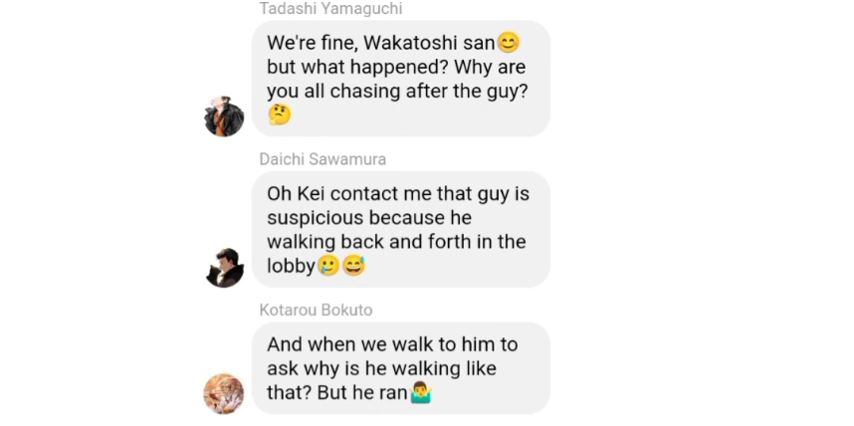 Tadashi Yamaguchi
We're fine, Wakatoshi san😊
but what happened? Why are
you all chasing after the guy?
🤔
Daichi Sawamura
Oh Kei contact me that guy is
suspicious because he
walking back and forth in the
lobby🥲😅
Kotarou Bokuto
And when we walk to him to
ask why is he walking like
that? But he ran🤷‍♂️